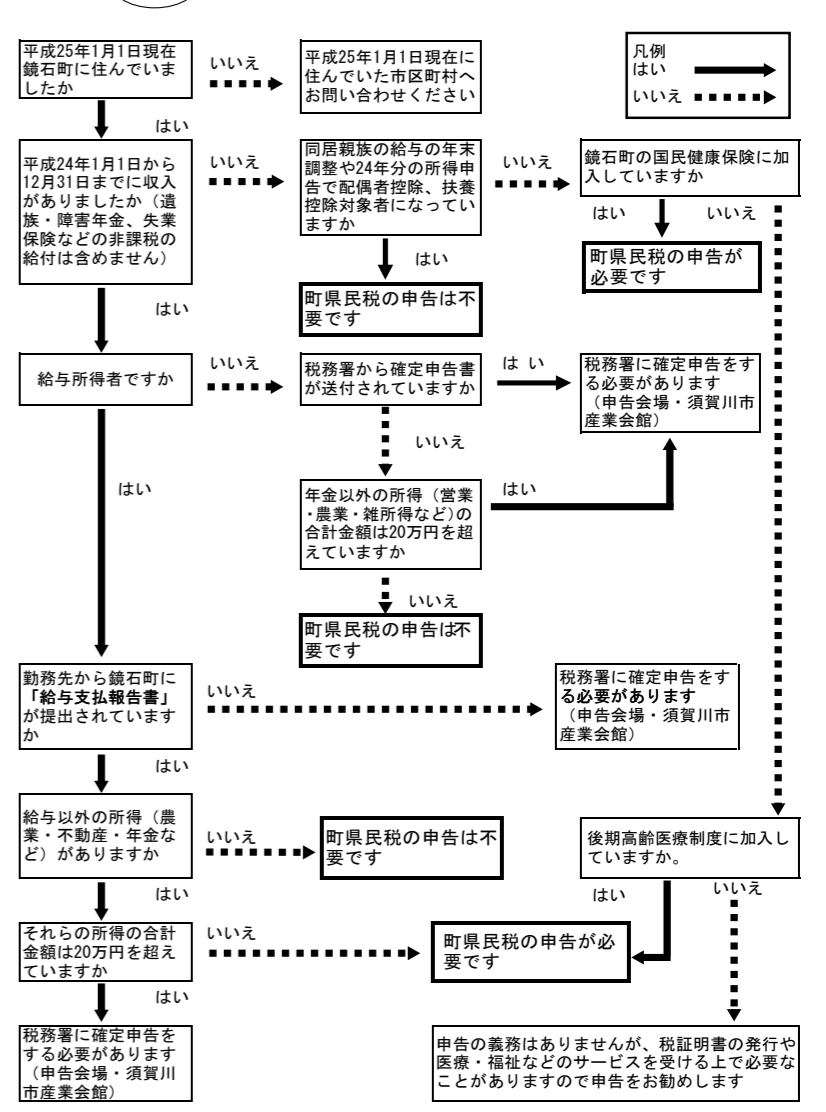 平成25年1月1日現在
鏡石町に住んでいま
したか
いいえ
平成25年1月1日現在に
住んでいた市区町村へ
お問い合わせください
凡例
はい
いいえ
はい
平成24年1月1日から
12月31日までに収入
がありましたか（遺
族・障害年金、失業
保険などの非課税の
給付は含めません）
いいえ
同居親族の給与の年末
調整や24年分の所得申
告で配偶者控除、扶養
控除対象者になってい
ますか
いいえ
鏡石町の国民健康保険に加
入していますか
はい
いいえ
町県民税の申告が
必要です
はい
町県民税の申告は不
要です
はい
給与所得者ですか
いいえ
税務署から確定申告書
が送付されていますか
は い
税務署に確定申告をす
る必要があります
（申告会場・須賀川市
産業会館）
いいえ
はい
年金以外の所得（営業
・農業・雑所得など)の
合計金額は20万円を超
えていますか
はい
いいえ
町県民税の申告は不
要です
勤務先から鏡石町に
「給与支払報告書」
が提出されています
か
いいえ
税務署に確定申告をす
る必要があります
（申告会場・須賀川市
産業会館）
はい
給与以外の所得（農
業・不動産・年金な
ど）がありますか
いいえ
町県民税の申告は不
要です
後期高齢医療制度に加入し
ていますか。
はい
はい
いいえ
それらの所得の合計
金額は20万円を超え
ていますか
いいえ
町県民税の申告が必
要です
はい
税務署に確定申告を
する必要があります
（申告会場・須賀川
市産業会館）
申告の義務はありませんが、税証明書の発行や
医療・福祉などのサービスを受ける上で必要な
ことがありますので申告をお勧めします